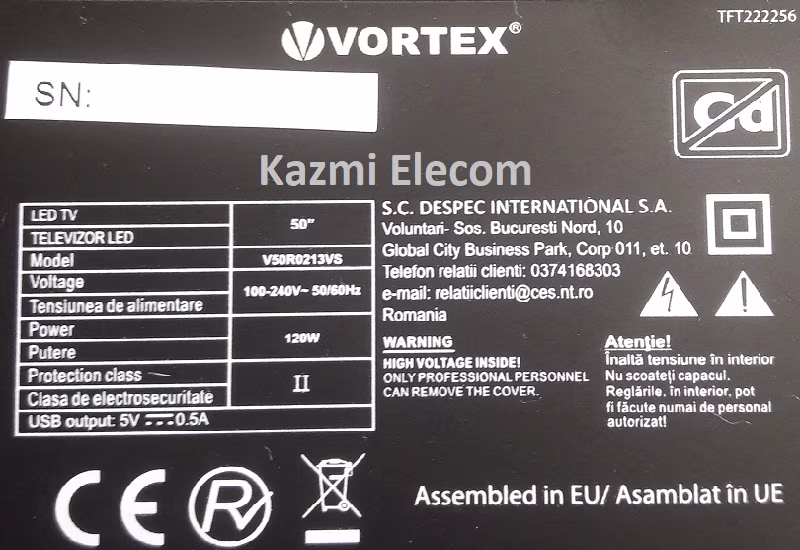 TFT222256
VORTEX®
SN:
Cd
Kazmi Elecom
LED TV
TELEVIZOR LED
50"
Model
V50R0213VS
Voltage
Tensiunea de alimentare
100-240V~ 50/60Hz
Power
Putere
120W
Protection class
Clasa de electrosecuritate
II
USB output: 5V 0.5A
S.C. DESPEC INTERNATIONAL S.A.
Voluntari- Sos. Bucuresti Nord, 10
Global City Business Park, Corp 011, et. 10
Telefon relatii clienti: 0374168303
e-mail: relatiiclienti@ces.nt.ro
Romania
WARNING
HIGH VOLTAGE INSIDE!
ONLY PROFESSIONAL PERSONNEL
CAN REMOVE THE COVER.
Atenţie!
Înaltă tensiune în interior
Nu scoateţi capacul.
Reglările, în interior, pot
fi făcute numai de personal
autorizat!
CE
R
Assembled in EU/ Asamblat în UE